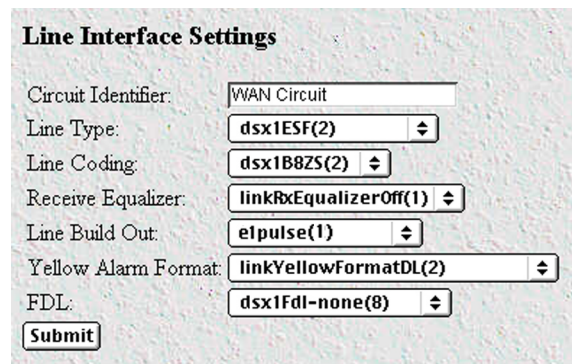 Line Interface Settings
Circuit Identifier: WAN Circuit
Line Type: dsx1ESF(2)
Line Coding: dsx1B8ZS(2)
Receive Equalizer: linkRxEqualizerOff(1)
Line Build Out: e1pulse(1)
Yellow Alarm Format: linkYellowFormatDL(2)
FDL: dsx1Fdl-none(8)
Submit